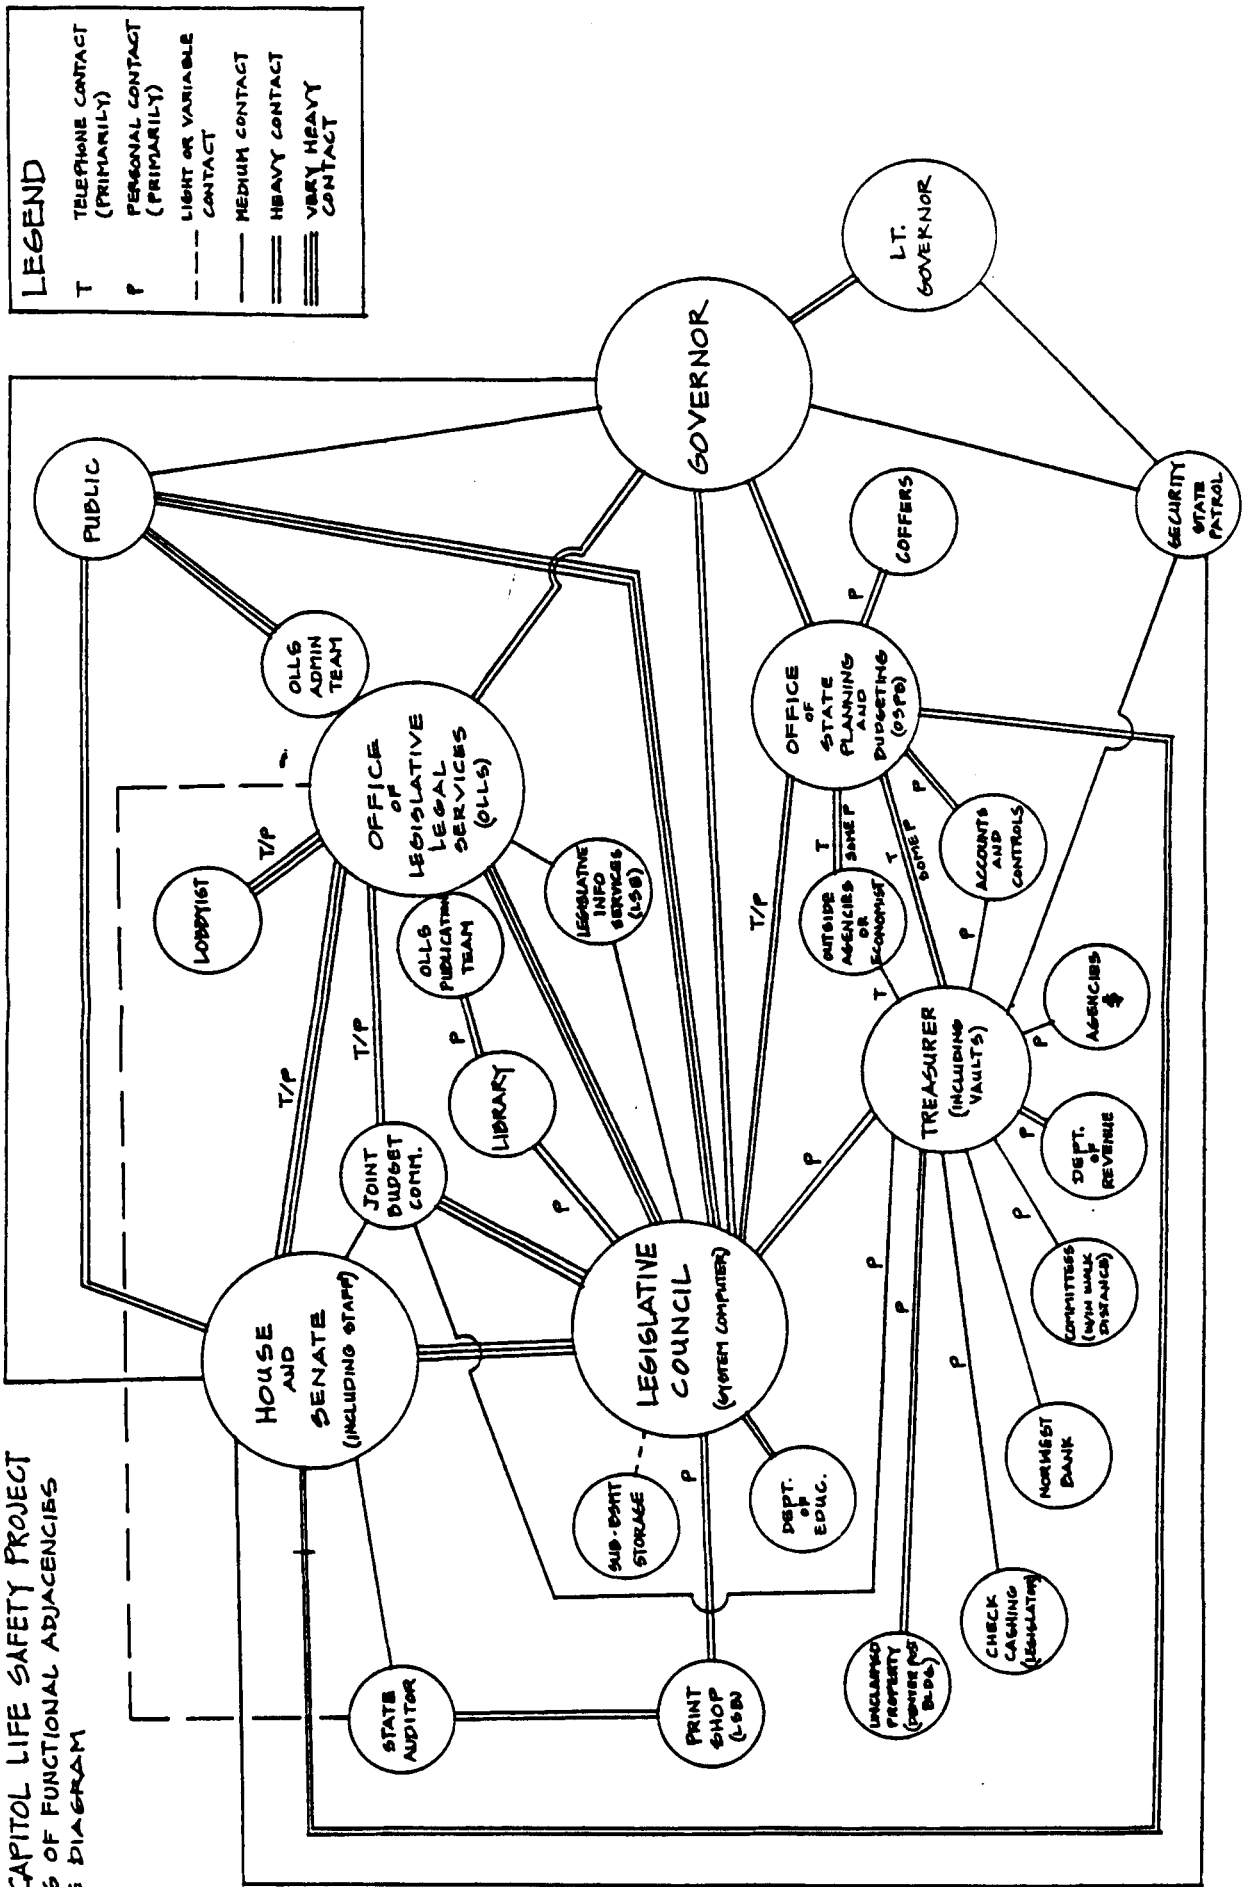 CAPITOL LIFE SAFETY PROJECT
OF FUNCTIONAL ADJACENCIES
DIAGRAM
LEGEND
T TELEPHONE CONTACT
(PRIMARILY)
P PERSONAL CONTACT
(PRIMARILY)
LIGHT OR VARIABLE
CONTACT
MEDIUM CONTACT
HEAVY CONTACT
VERY HEAVY
CONTACT
PUBLIC
OLLS
ADMIN
TEAM
LOBBYIST
T/P
OFFICE
OF
LEGISLATIVE
LEGAL
SERVICES
(OLLS)
T/P
T/P
OLLS
PUBLICATION
TEAM
P
LIBRARY
P
LEGISLATIVE
INFO
SERVICES
(LSB)
JOINT
BUDGET
COMM.
HOUSE
AND
SENATE
(INCLUDING STAFF)
STATE
AUDITOR
GOVERNOR
LT.
GOVERNOR
SECURITY
STATE
PATROL
COFFERS
P
OFFICE
OF
STATE
PLANNING
AND
BUDGETING
(OSPB)
T/P
T
SOME P
T
SOME P
P
OUTSIDE
AGENCIES
OR
ECONOMIST
ACCOUNTS
AND
CONTROLS
T
P
LEGISLATIVE
COUNCIL
(SYSTEM COMPUTER)
P
SUB-BSMT
STORAGE
P
DEPT.
OF
EDUC.
PRINT
SHOP
TREASURER
(INCLUDING
VAULTS)
P
AGENCIES
$
P
DEPT.
OF
REVENUE
P
COMMITTEES
(W/IN WALK
DISTANCE)
NORWEST
BANK
P
CHECK
CASHING
(LEGISLATORS)
P
P
UNCLAIMED
PROPERTY
(DENVER POST
BLDG.)